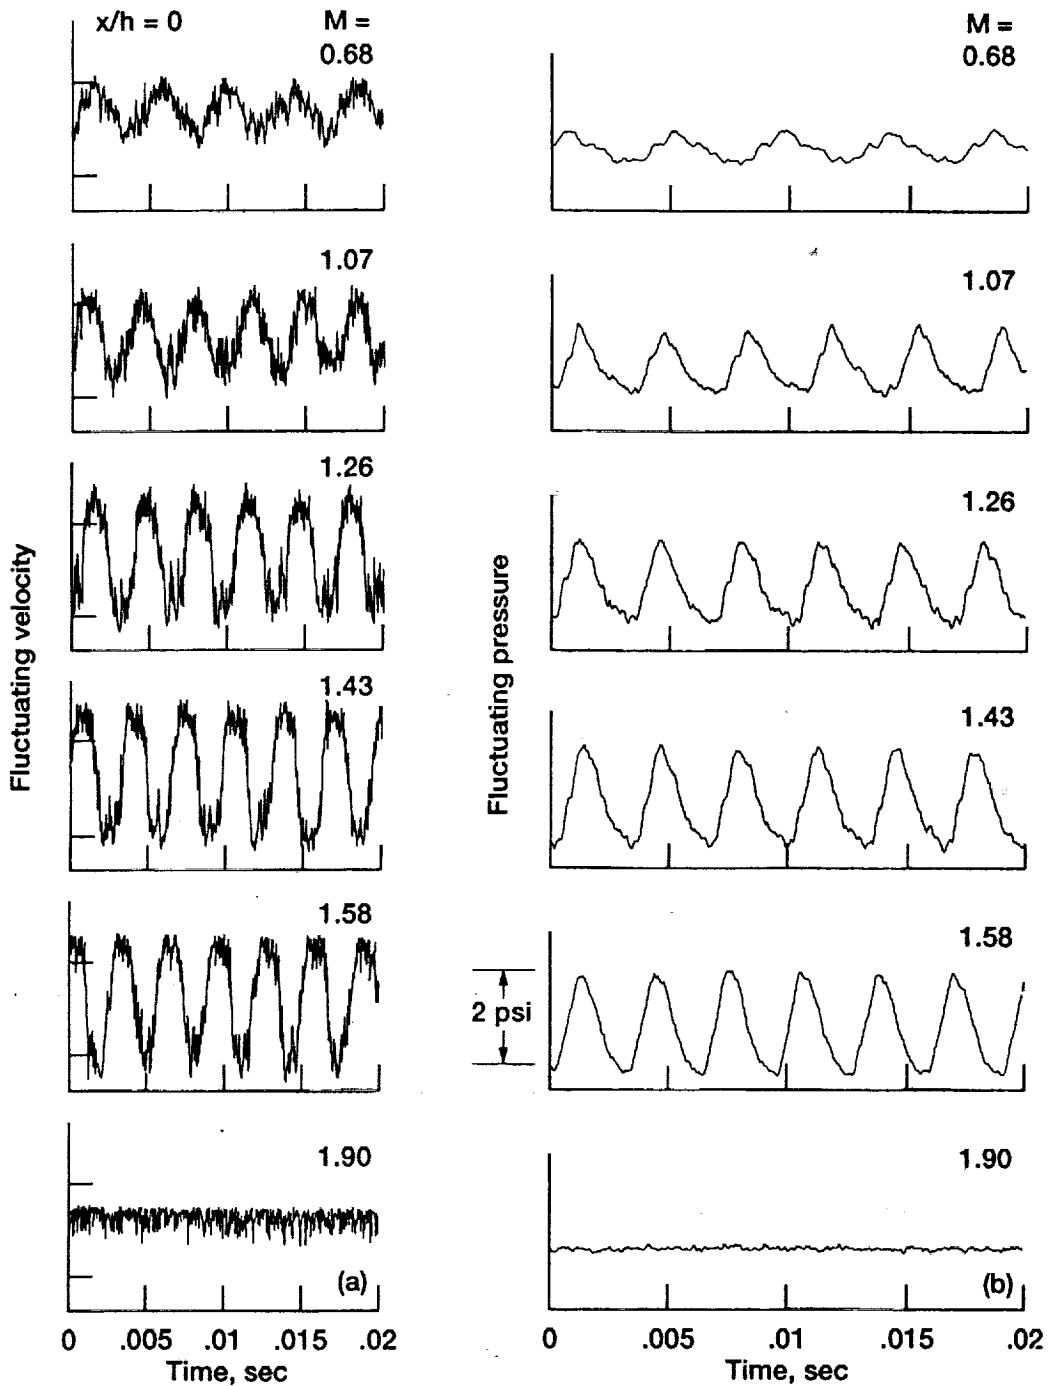 x/h = 0
M =
0.68
1.07
1.26
1.43
1.58
1.90
(a)
Fluctuating velocity
0
.005
.01
.015
.02
Time, sec
M =
0.68
1.07
1.26
1.43
1.58
2 psi
1.90
(b)
Fluctuating pressure
0
.005
.01
.015
.02
Time, sec